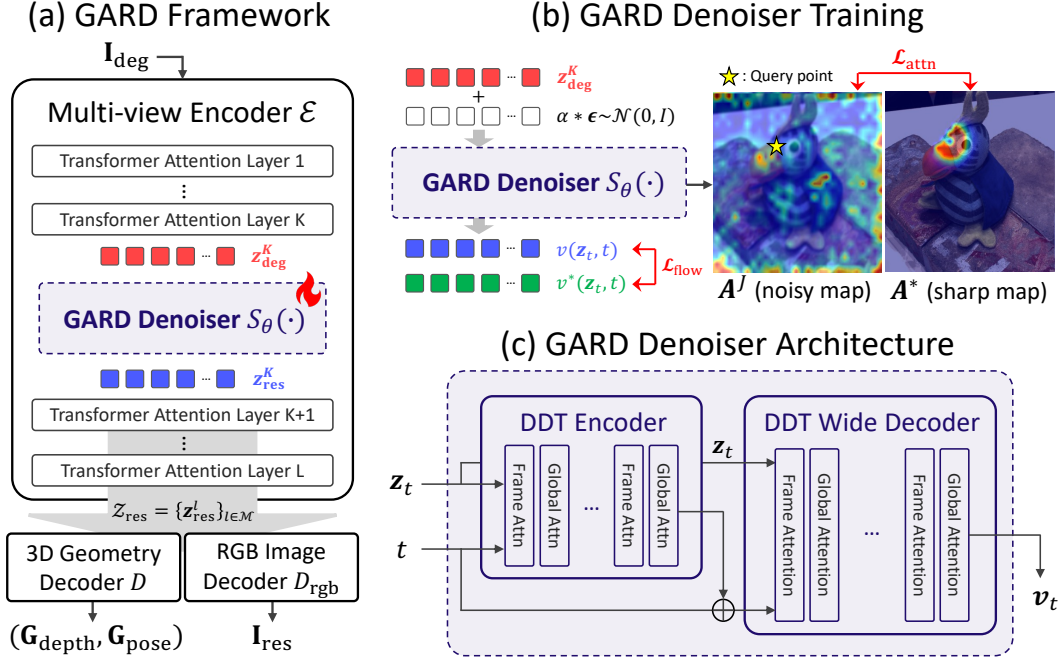 (a) GARD Framework
I_deg
Multi-view Encoder ℰ
Transformer Attention Layer 1
⋮
Transformer Attention Layer K
... z^K_deg
GARD Denoiser S_θ(·)
... z^K_res
Transformer Attention Layer K+1
⋮
Transformer Attention Layer L
𝒵_res = {z^l_res}_{l∈ℳ}
3D Geometry Decoder D
RGB Image Decoder D_rgb
(G_depth, G_pose)
I_res
(b) GARD Denoiser Training
... z^K_deg
+
... α * ϵ~𝒩(0, I)
GARD Denoiser S_θ(·)
... v(z_t, t)
... v*(z_t, t)
ℒ_flow
: Query point
ℒ_attn
A^J (noisy map)
A* (sharp map)
(c) GARD Denoiser Architecture
DDT Encoder
Frame Attn
Global Attn
...
Frame Attn
Global Attn
z_t
t
z_t
DDT Wide Decoder
Frame Attention
Global Attention
...
Frame Attention
Global Attention
v_t